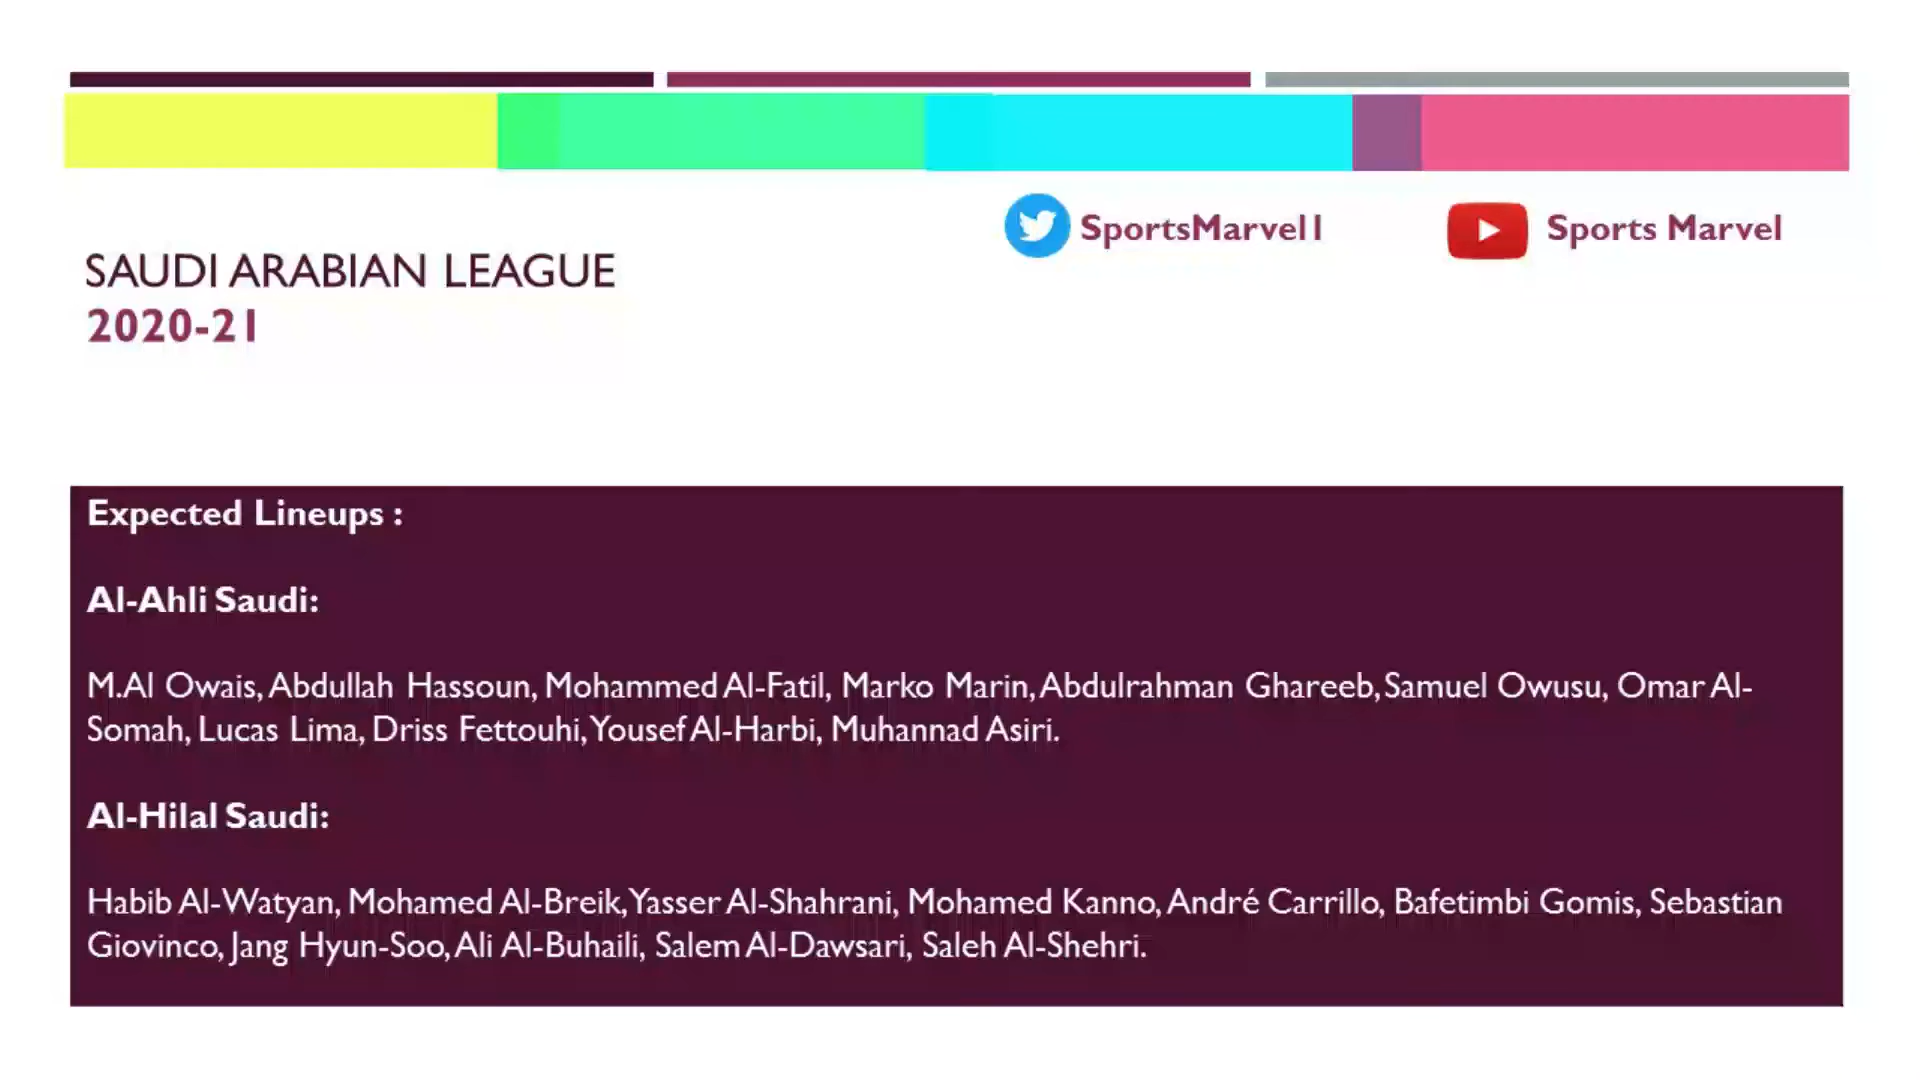 SportsMarvel1
Sports Marvel
SAUDI ARABIAN LEAGUE
2020-21
Expected Lineups :
Al-Ahli Saudi:
M.Al Owais, Abdullah Hassoun, Mohammed Al-Fatil, Marko Marin, Abdulrahman Ghareeb, Samuel Owusu, Omar Al-
Somah, Lucas Lima, Driss Fettouhi, Yousef Al-Harbi, Muhannad Asiri.
Al-Hilal Saudi:
Habib Al-Watyan, Mohamed Al-Breik, Yasser Al-Shahrani, Mohamed Kanno, André Carrillo, Bafetimbi Gomis, Sebastian
Giovinco, Jang Hyun-Soo, Ali Al-Buhaili, Salem Al-Dawsari, Saleh Al-Shehri.